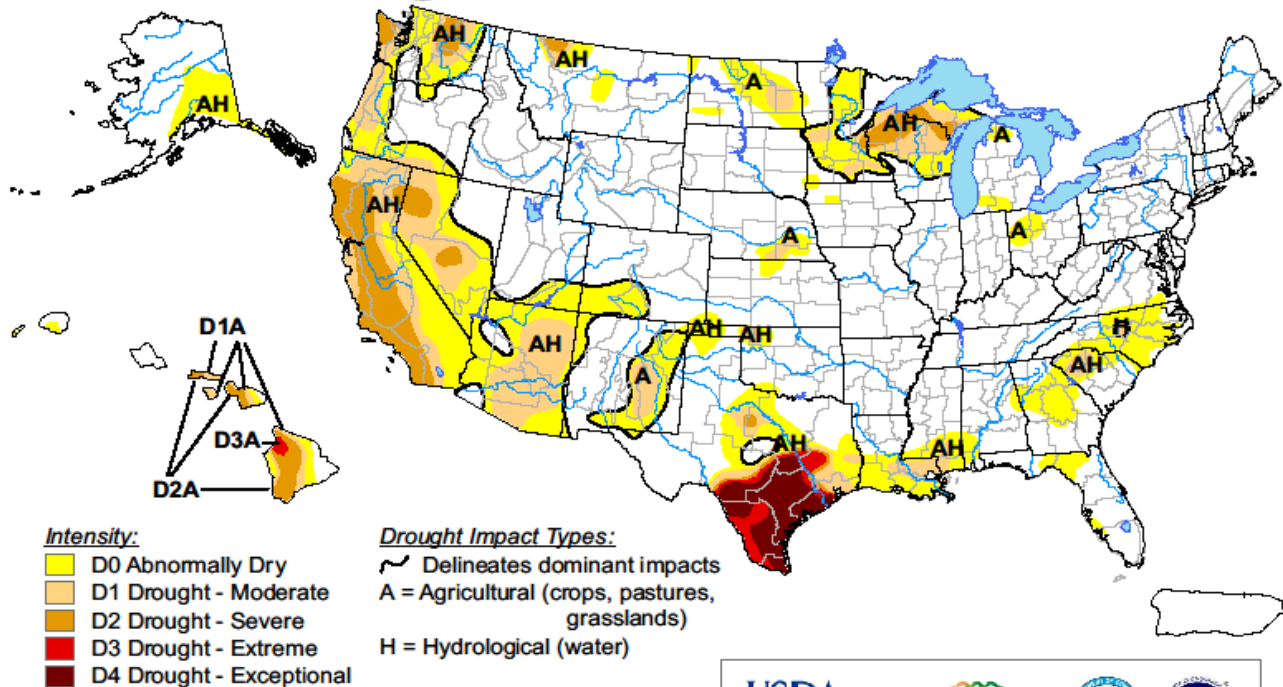 AH
AH
AH
A
AH
A
AH
AH
A
A
AH
AH
H
AH
AH
A
AH
AH
D1A
D3A
D2A
Intensity:
D0 Abnormally Dry
D1 Drought - Moderate
D2 Drought - Severe
D3 Drought - Extreme
D4 Drought - Exceptional
Drought Impact Types:
Delineates dominant impacts
A = Agricultural (crops, pastures,
grasslands)
H = Hydrological (water)
USDA